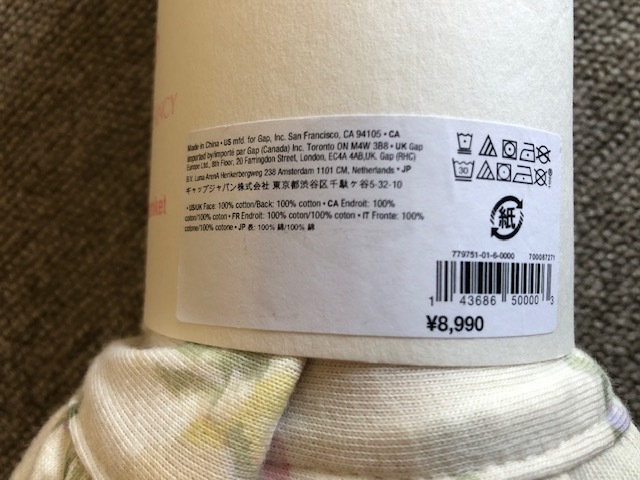 NCY
nket
Made in China • US mfd. for Gap, Inc. San Francisco, CA 94105 • CA
imported by/importé par Gap (Canada) Inc. Toronto ON M4W 3B8 • UK Gap
Europe Ltd., 8th Floor, 20 Farringdon Street, London, EC4A 4AB, UK. Gap (RHC)
B.V. Luma ArenA Herikerbergweg 238 Amsterdam 1101 CM, Netherlands • JP
ギャップジャパン株式会社 東京都渋谷区千駄ヶ谷5-32-10
• US/UK Face: 100% cotton/Back: 100% cotton • CA Endroit: 100%
coton/100% coton • FR Endroit: 100% coton/100% coton • IT Fronte: 100%
cotone/100% cotone • JP 表: 100% 綿/100% 綿
30
紙
779751-01-6-0000 700087271
1 43686 50000 3
¥8,990